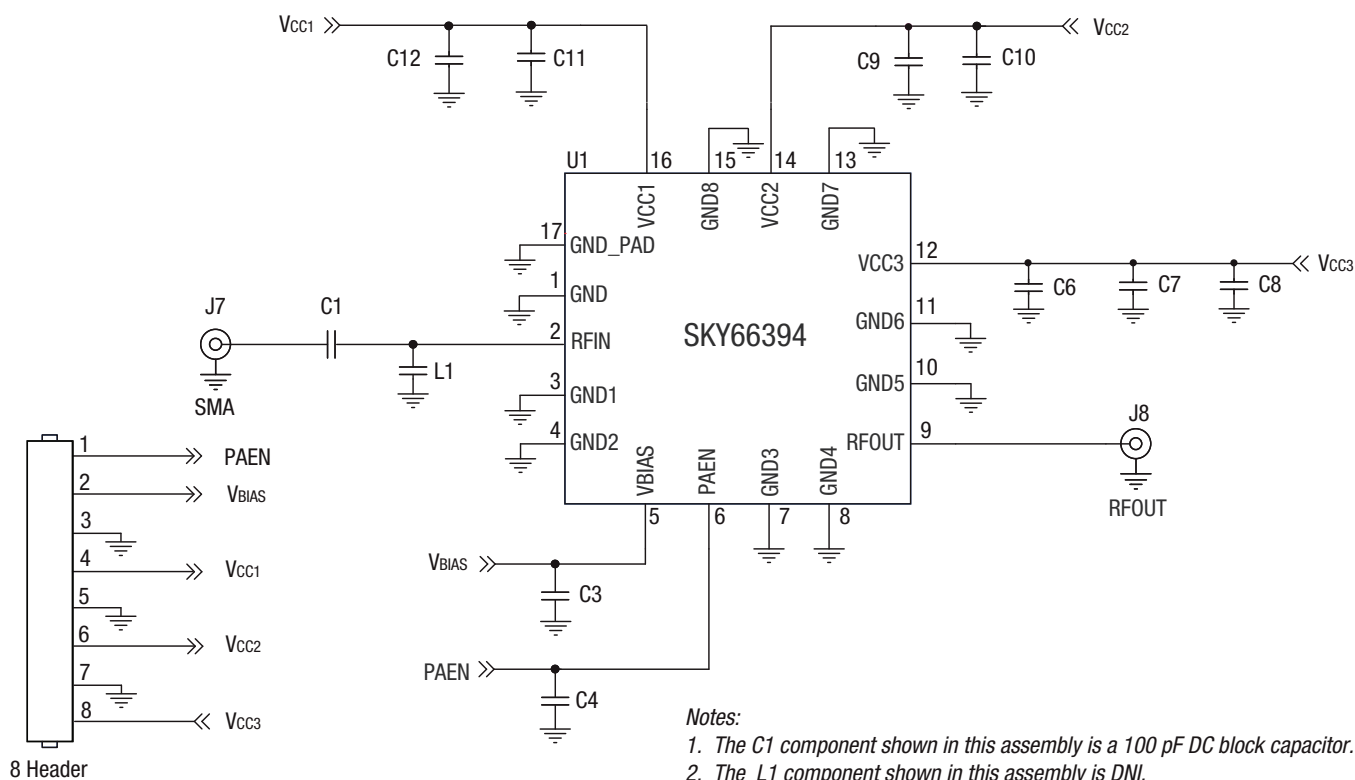 VCC1
VCC2
C12
C11
C9
C10
U1
16
15
14
13
VCC1
GND8
VCC2
GND7
17
GND_PAD
1
GND
2
RFIN
3
GND1
4
GND2
SKY66394
VCC3
12
VCC3
C6
C7
C8
GND6
11
GND5
10
RFOUT
9
J8
RFOUT
J7
C1
L1
SMA
VBIAS
PAEN
GND3
GND4
5
6
7
8
VBIAS
C3
PAEN
C4
1
PAEN
2
VBIAS
3
4
VCC1
5
6
VCC2
7
8
VCC3
8 Header
Notes:
1. The C1 component shown in this assembly is a 100 pF DC block capacitor.
2. The L1 component shown in this assembly is DNI.